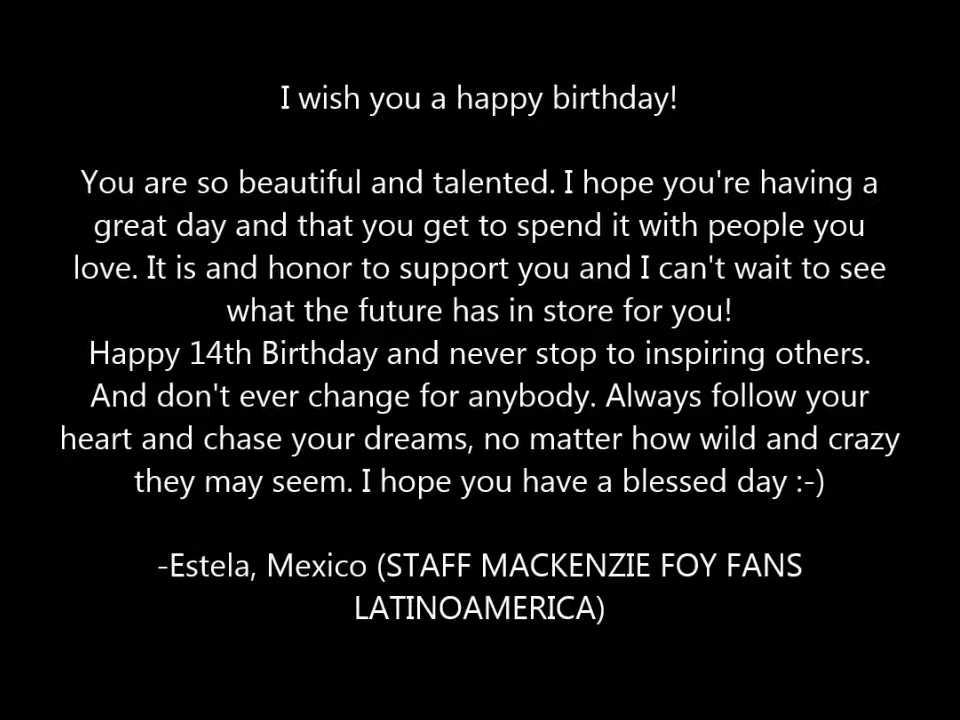 I wish you a happy birthday!
You are so beautiful and talented. I hope you're having a
great day and that you get to spend it with people you
love. It is and honor to support you and I can't wait to see
what the future has in store for you!
Happy 14th Birthday and never stop to inspiring others.
And don't ever change for anybody. Always follow your
heart and chase your dreams, no matter how wild and crazy
they may seem. I hope you have a blessed day :-)
-Estela, Mexico (STAFF MACKENZIE FOY FANS
LATINOAMERICA)